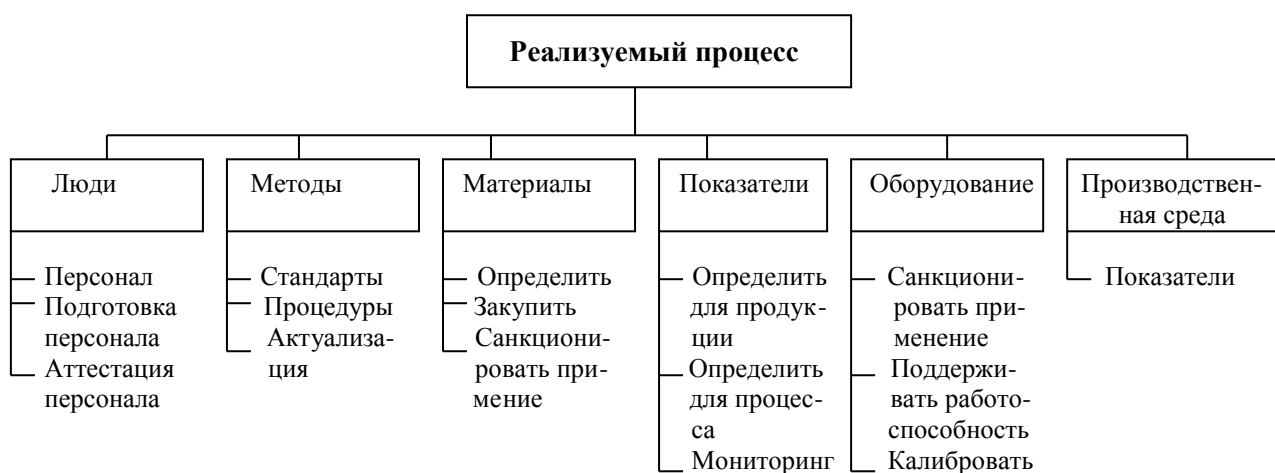 Реализуемый процесс
Люди
Персонал
Подготовка
персонала
Аттестация
персонала
Методы
Стандарты
Процедуры
Актуализа-
ция
Материалы
Определить
Закупить
Санкциони-
ровать при-
мение
Показатели
Определить
для продук-
ции
Определить
для процес-
са
Мониторинг
Оборудование
Санкциони-
ровать при-
менение
Поддержи-
вать работо-
способность
Калибровать
Производствен-
ная среда
Показатели